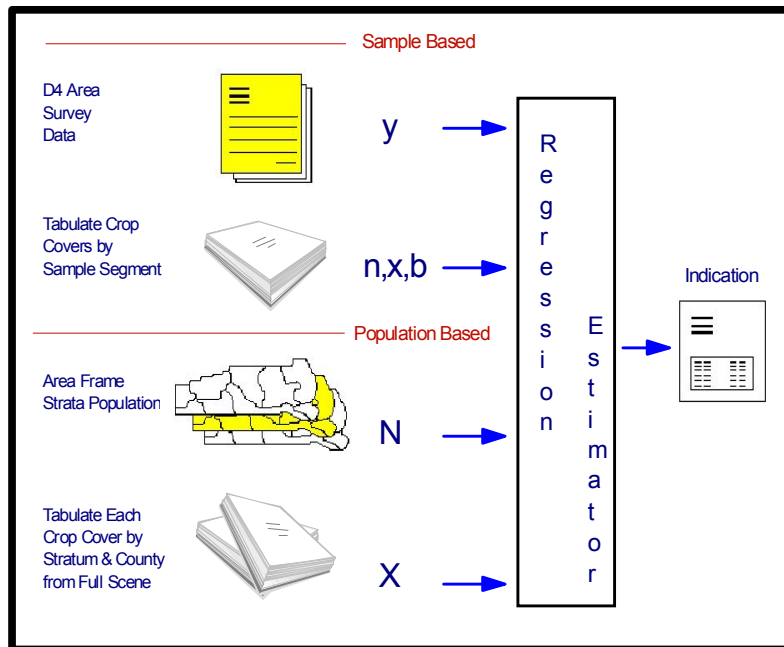 Sample Based
D4 Area
Survey
Data
y
Tabulate Crop
Covers by
Sample Segment
n,x,b
Population Based
Area Frame
Strata Population
N
Tabulate Each
Crop Cover by
Stratum & County
from Full Scene
X
Regression
Estimator
Indication